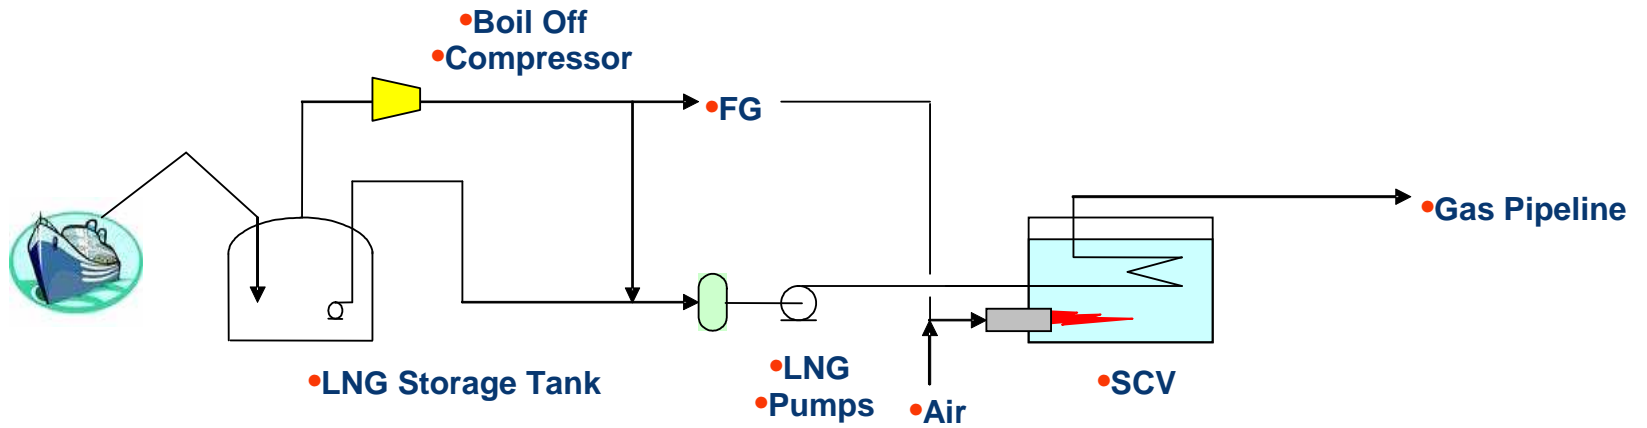 •Boil Off
•Compressor
•FG
•Gas Pipeline
•LNG Storage Tank
•LNG
•Pumps
•Air
•SCV